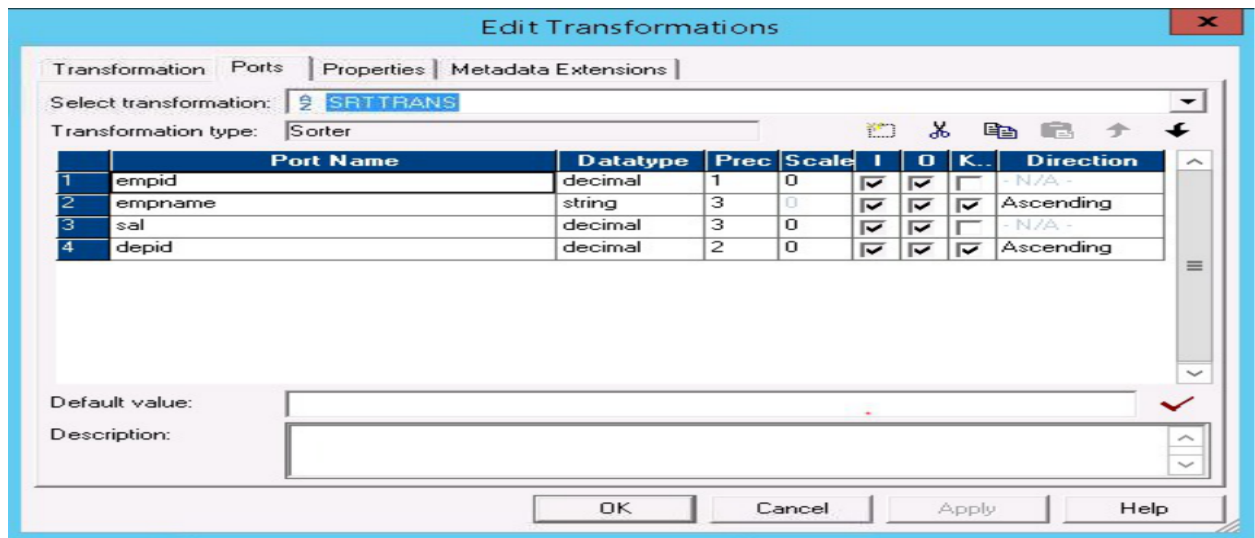 Edit Transformations
x
Transformation Ports Properties Metadata Extensions
Select transformation: SRTTRANS
Transformation type: Sorter
Port Name Datatype Prec Scale I O K.. Direction
1 empid decimal 1 0 - N/A -
2 empname string 3 0 Ascending
3 sal decimal 3 0 - N/A -
4 depid decimal 2 0 Ascending
Default value:
Description:
OK Cancel Apply Help